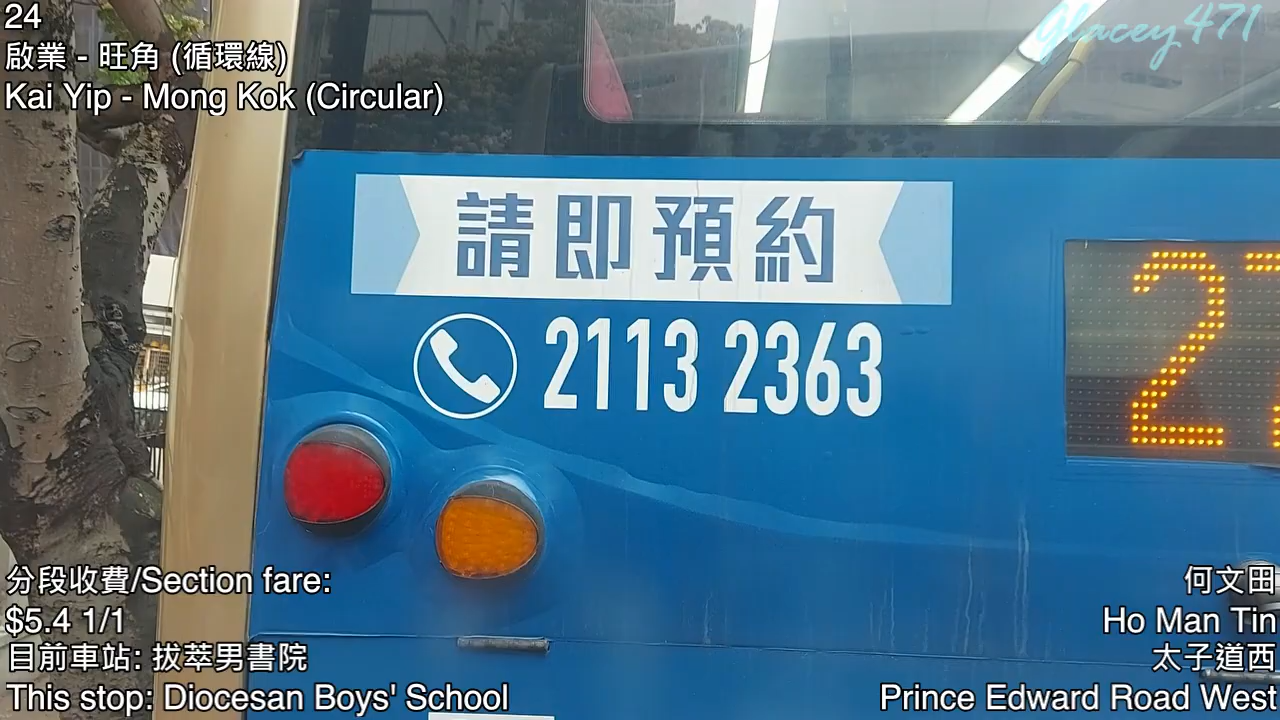 24
啟業 - 旺角 (循環線)
Kai Yip - Mong Kok (Circular)
Glacey471
請即預約
2113 2363
2
分段收費/Section fare:
$5.4 1/1
目前車站: 拔萃男書院
This stop: Diocesan Boys' School
何文田
Ho Man Tin
太子道西
Prince Edward Road West